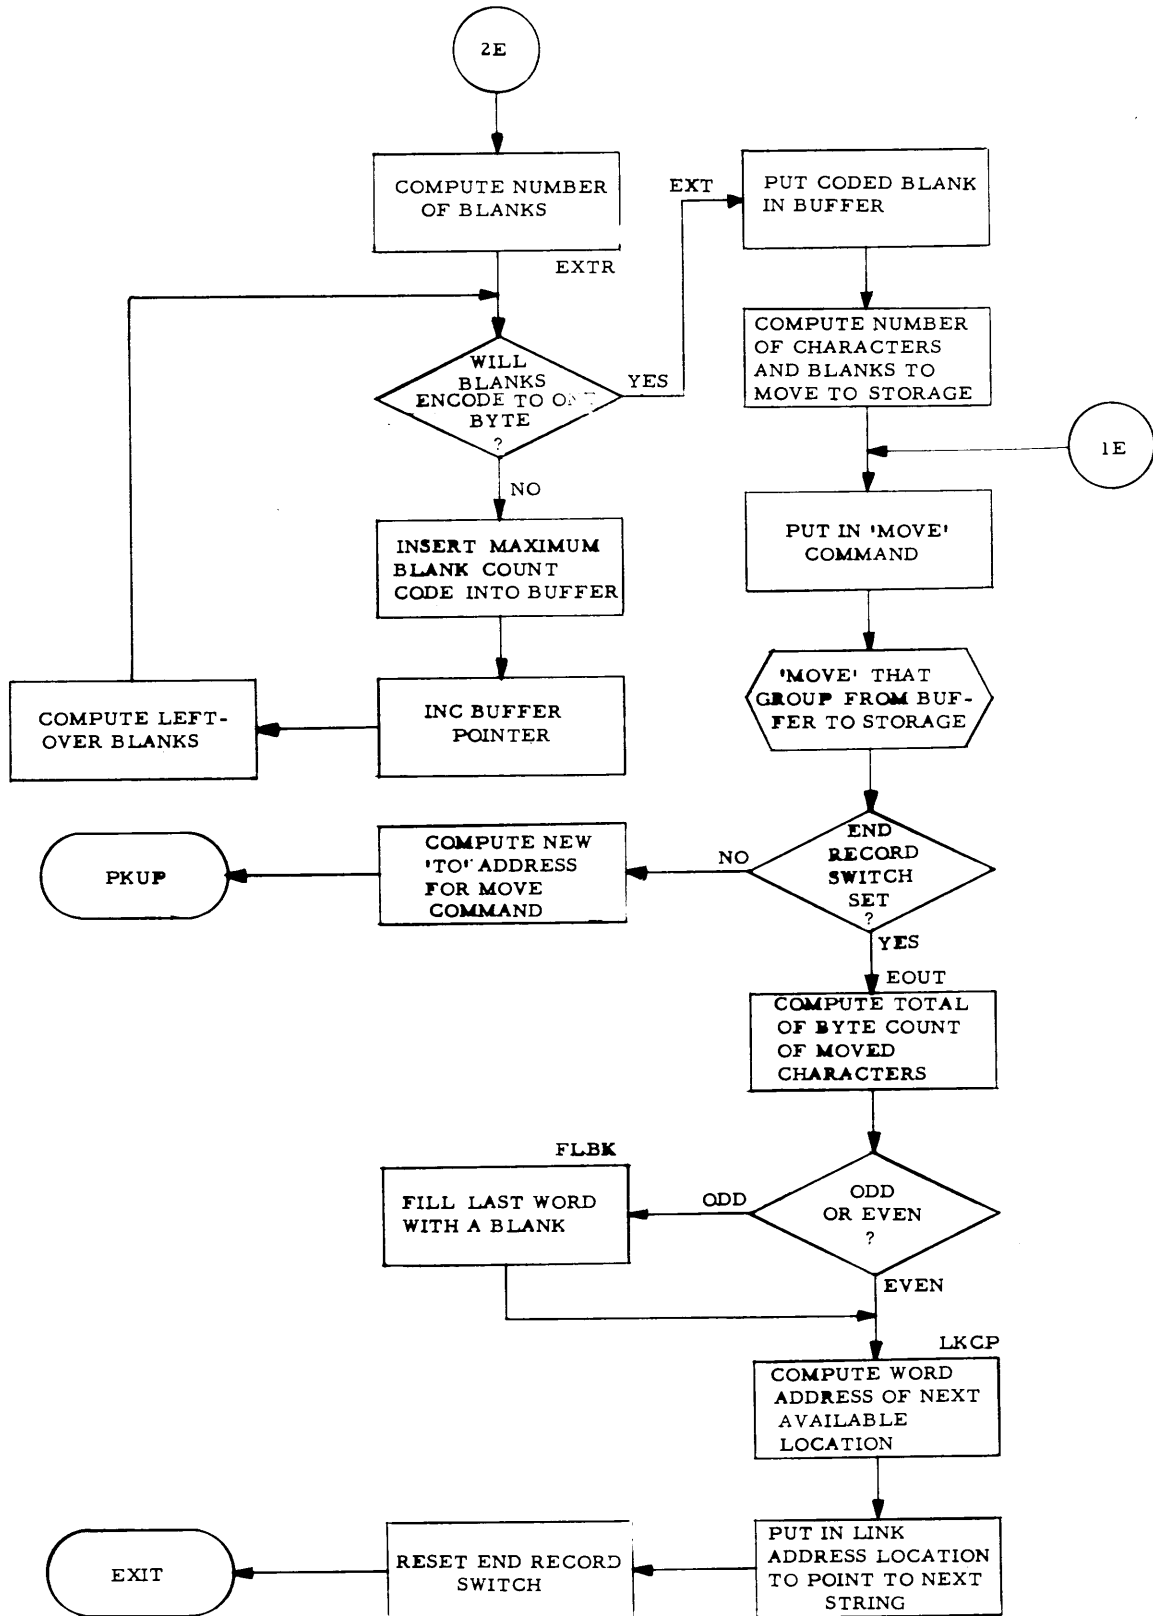 2E
COMPUTE NUMBER
OF BLANKS
EXTR
WILL
BLANKS
ENCODE TO
BYTE
?
YES
NO
INSERT MAXIMUM
BLANK COUNT
CODE INTO BUFFER
INC BUFFER
POINTER
COMPUTE LEFT-
OVER BLANKS
EXT
PUT CODED BLANK
IN BUFFER
COMPUTE NUMBER
OF CHARACTERS
AND BLANKS TO
MOVE TO STORAGE
1E
PUT IN 'MOVE'
COMMAND
'MOVE' THAT
GROUP FROM BUF-
FER TO STORAGE
END
RECORD
SWITCH
SET
?
NO
COMPUTE NEW
'TO' ADDRESS
FOR MOVE
COMMAND
PKUP
YES
EOUT
COMPUTE TOTAL
OF BYTE COUNT
OF MOVED
CHARACTERS
ODD
OR EVEN
?
ODD
FLBK
FILL LAST WORD
WITH A BLANK
EVEN
LKCP
COMPUTE WORD
ADDRESS OF NEXT
AVAILABLE
LOCATION
PUT IN LINK
ADDRESS LOCATION
TO POINT TO NEXT
STRING
RESET END RECORD
SWITCH
EXIT